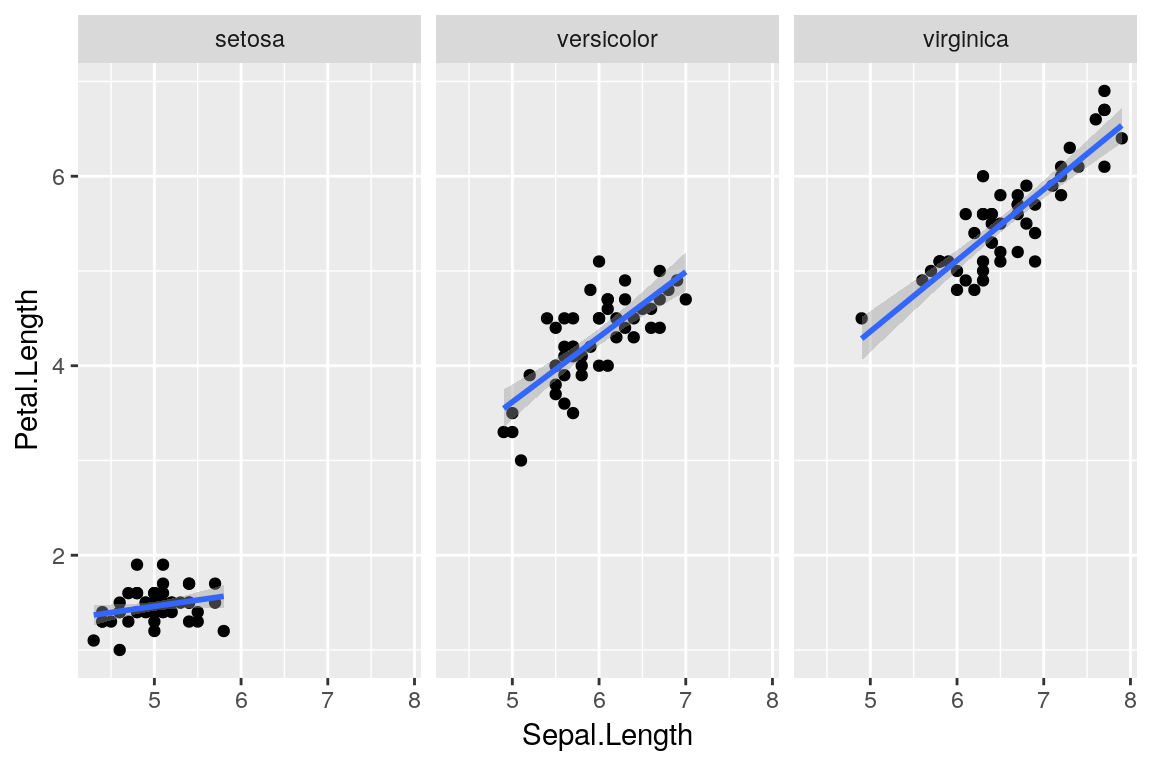 setosa versicolor virginica
Petal.Length
6
4
2
5 6 7 8 5 6 7 8 5 6 7 8
Sepal.Length